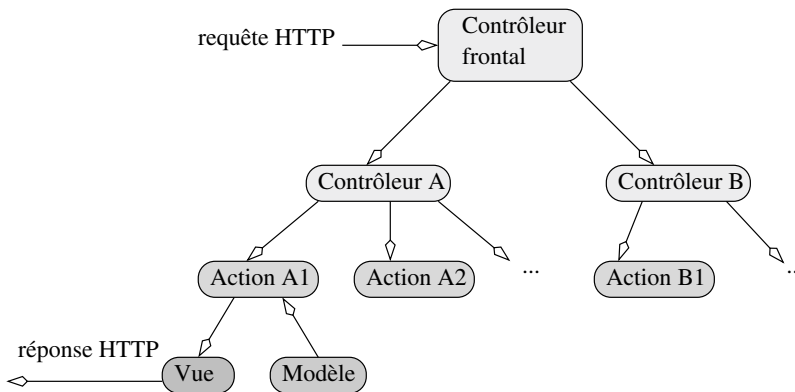 Contrôleur
frontal
requête HTTP
Contrôleur A
Contrôleur B
Action A1
Action A2
...
Action B1
..
réponse HTTP
Vue
Modèle